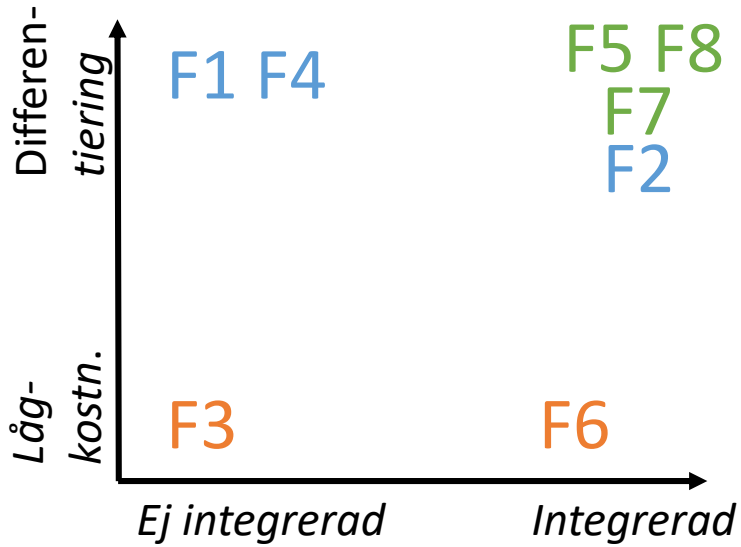 Differen-
tiering
F1 F4
F5 F8
F7
F2
Låg-
kostn.
F3
F6
Ej integrerad
Integrerad